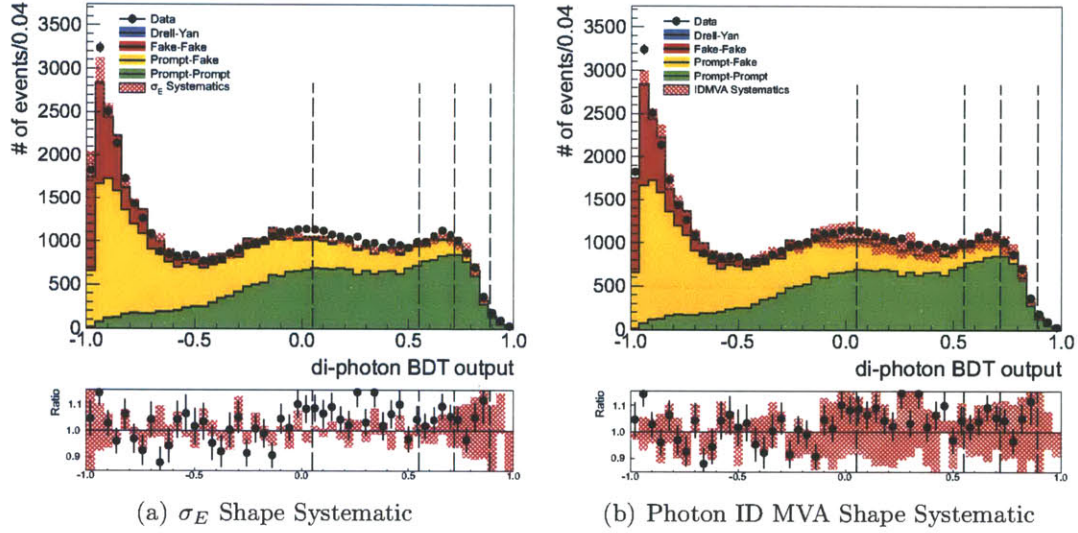 # of events/0.04
3500
3000
2500
2000
1500
1000
500
0
Data
Drell-Yan
Fake-Fake
Prompt-Fake
Prompt-Prompt
σE Systematics
-1.0 -0.5 0.0 0.5 1.0
di-photon BDT output
Ratio
1.1
1.0
0.9
-1.0 -0.5 0.0 0.5 1.0
(a) σE Shape Systematic
# of events/0.04
3500
3000
2500
2000
1500
1000
500
0
Data
Drell-Yan
Fake-Fake
Prompt-Fake
Prompt-Prompt
IDMVA Systematics
-1.0 -0.5 0.0 0.5 1.0
di-photon BDT output
Ratio
1.1
1.0
0.9
-1.0 -0.5 0.0 0.5 1.0
(b) Photon ID MVA Shape Systematic